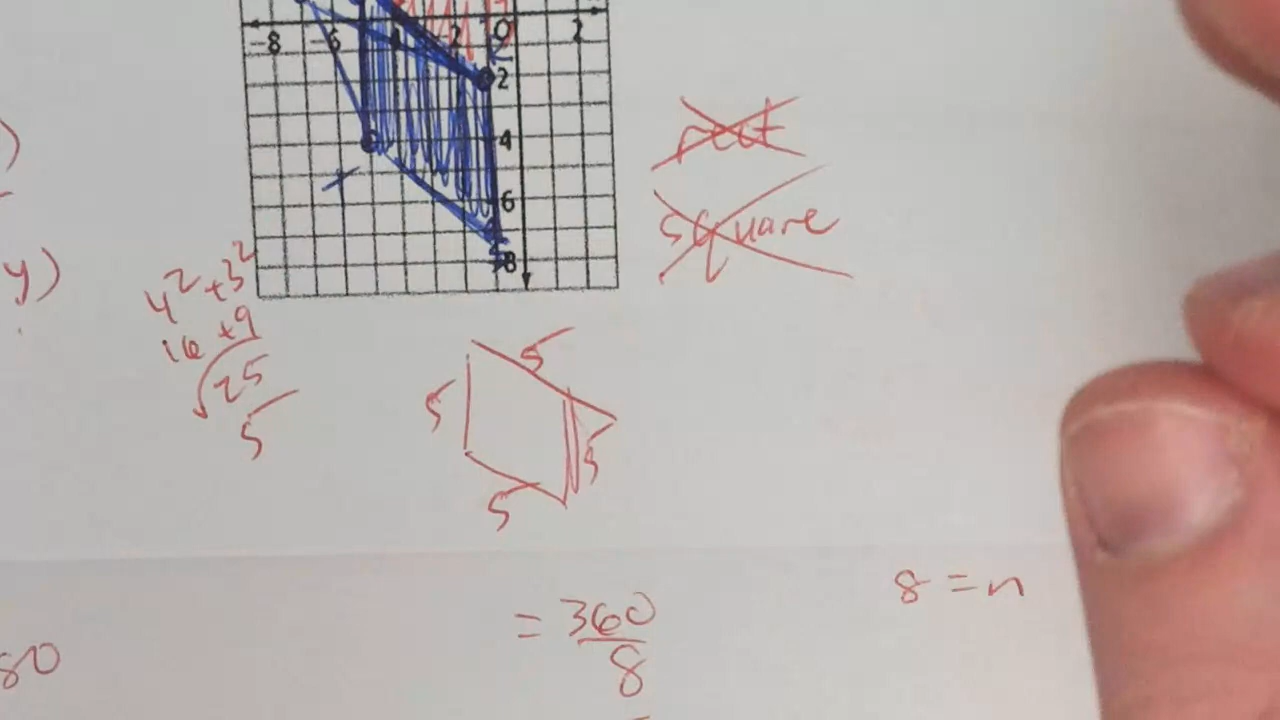 -8 -6 4 2 0 2
2
4
6
8
)
rect
square
y)
4² + 3²
16 + 9
√25
5
5
5
5
5
8 = n
= 360
8
80